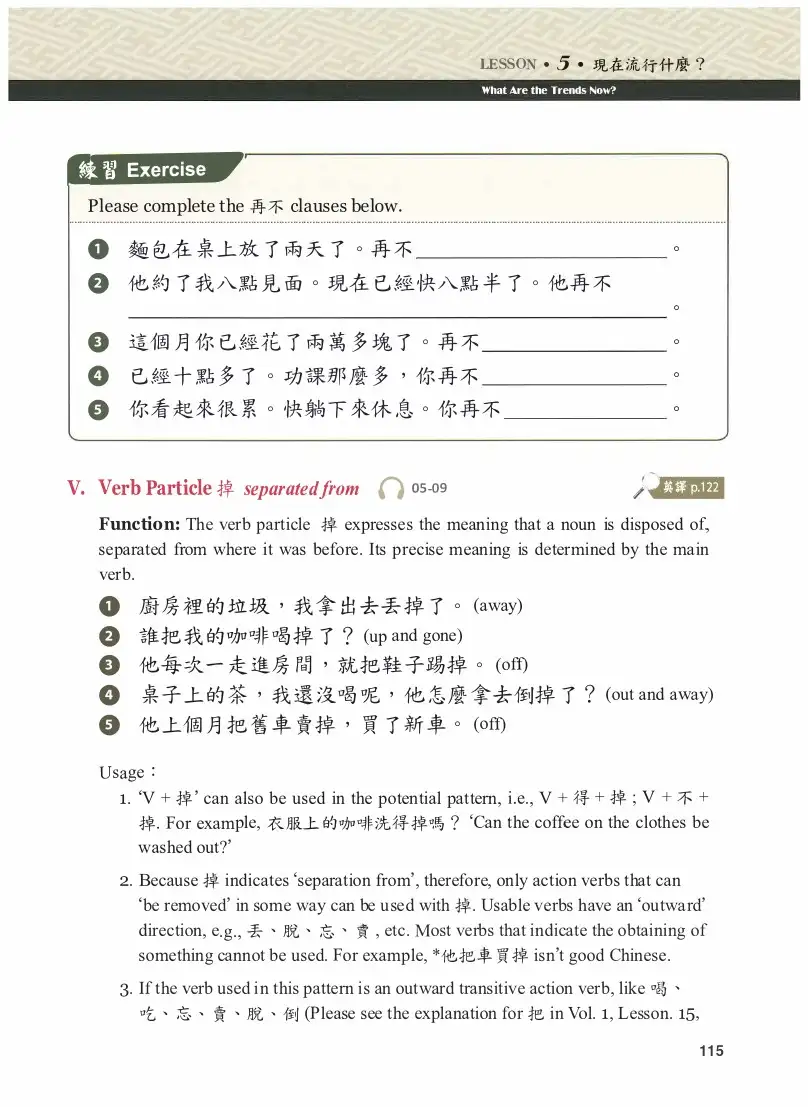 LESSON • 5 • 現在流行什麼？
What Are the Trends Now?
練習 Exercise
Please complete the 再不 clauses below.
1 麵包在桌上放了兩天了。再不＿＿＿＿＿＿＿＿＿＿＿＿。
2 他約了我八點見面。現在已經快八點半了。他再不
＿＿＿＿＿＿＿＿＿＿＿＿＿＿＿＿＿＿＿＿＿＿＿＿。
3 這個月你已經花了兩萬多塊了。再不＿＿＿＿＿＿＿＿＿。
4 已經十點多了。功課那麼多，你再不＿＿＿＿＿＿＿＿＿。
5 你看起來很累。快躺下來休息。你再不＿＿＿＿＿＿＿＿。
V. Verb Particle 掉 separated from 05-09 英譯 p.122
Function: The verb particle 掉 expresses the meaning that a noun is disposed of,
separated from where it was before. Its precise meaning is determined by the main
verb.
1 廚房裡的垃圾，我拿出去丟掉了。(away)
2 誰把我的咖啡喝掉了？(up and gone)
3 他每次一走進房間，就把鞋子踢掉。(off)
4 桌子上的茶，我還沒喝呢，他怎麼拿去倒掉了？(out and away)
5 他上個月把舊車賣掉，買了新車。(off)
Usage：
1. ‘V + 掉’ can also be used in the potential pattern, i.e., V + 得 + 掉 ; V + 不 +
掉. For example, 衣服上的咖啡洗得掉嗎？ ‘Can the coffee on the clothes be
washed out?’
2. Because 掉 indicates ‘separation from’, therefore, only action verbs that can
‘be removed’ in some way can be used with 掉. Usable verbs have an ‘outward’
direction, e.g., 丟、脫、忘、賣 , etc. Most verbs that indicate the obtaining of
something cannot be used. For example, *他把車買掉 isn’t good Chinese.
3. If the verb used in this pattern is an outward transitive action verb, like 喝、
吃、忘、賣、脫、倒 (Please see the explanation for 把 in Vol. 1, Lesson. 15,
115